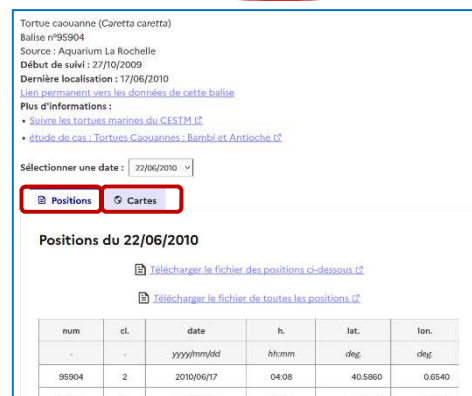 Tortue caouanne (Caretta caretta)
Balise n°95904
Source : Aquarium La Rochelle
Début de suivi : 27/10/2009
Dernière localisation : 17/06/2010
Lien permanent vers les données de cette balise
Plus d'informations :
• Suivre les tortues marines du CESTM
• étude de cas : Tortues Caouannes : Bambi et Antioche
Sélectionner une date : 22/06/2010
Positions Cartes
Positions du 22/06/2010
Télécharger le fichier des positions ci-dessous
Télécharger le fichier de toutes les positions
num cl. date h. lat. lon.
- - yyyy/mm/dd hh:mm deg. deg.
95904 2 2010/06/17 04:08 40.5860 0.6540